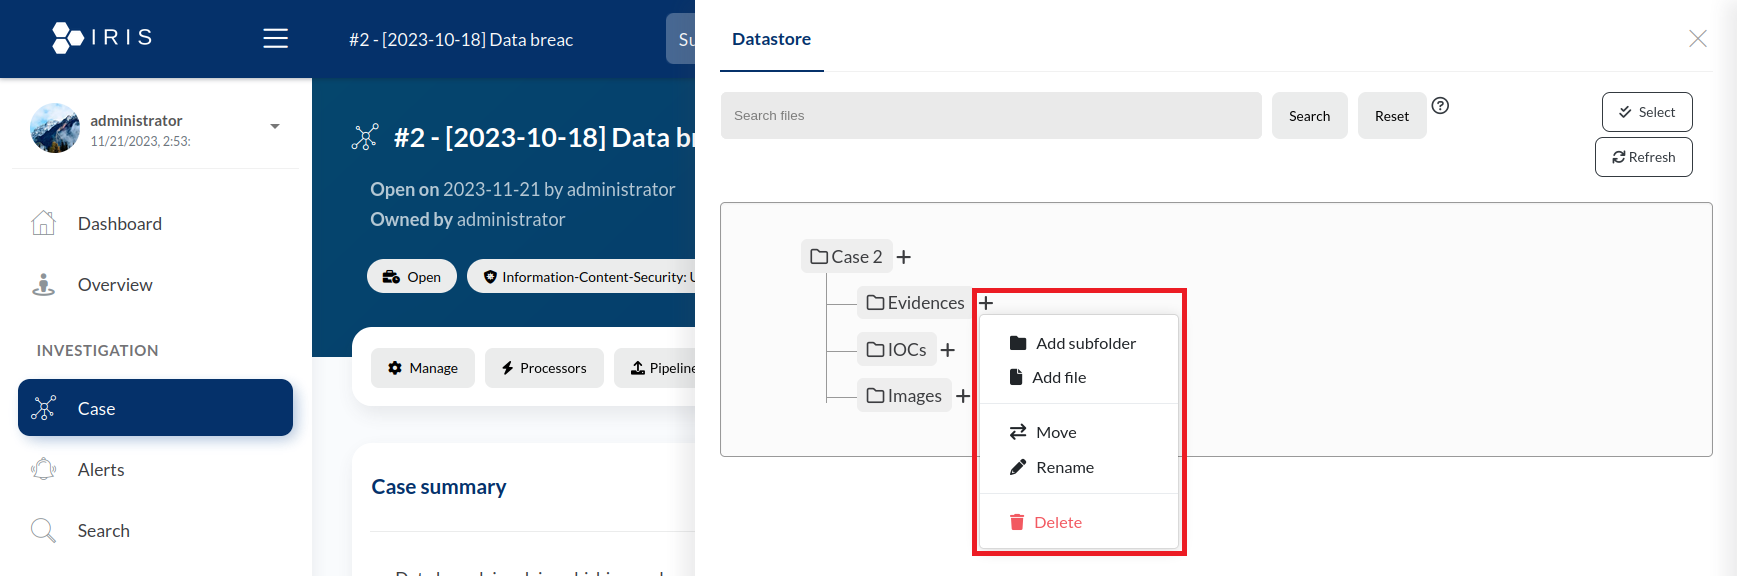 IRIS
#2 - [2023-10-18] Data breac
Su
administrator
11/21/2023, 2:53:
Dashboard
Overview
INVESTIGATION
Case
Alerts
Search
#2 - [2023-10-18] Data br
Open on 2023-11-21 by administrator
Owned by administrator
Open
Information-Content-Security: U
Manage
Processors
Pipeline
Case summary
Datastore
Search files
Search
Reset
Select
Refresh
Case 2
Evidences
IOCs
Images
Add subfolder
Add file
Move
Rename
Delete